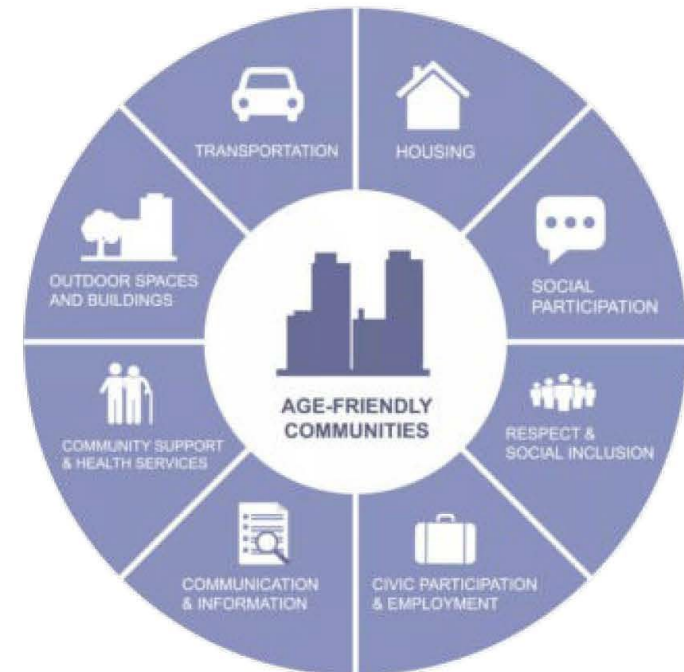 TRANSPORTATION
HOUSING
SOCIAL
PARTICIPATION
RESPECT &
SOCIAL INCLUSION
CIVIC PARTICIPATION
& EMPLOYMENT
COMMUNICATION
& INFORMATION
COMMUNITY SUPPORT
& HEALTH SERVICES
OUTDOOR SPACES
AND BUILDINGS
AGE-FRIENDLY
COMMUNITIES